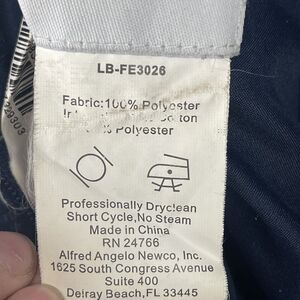 LB-FE3026
Fabric: 100% Polyester
Polyester
Professionally Dryclean
Short Cycle, No Steam
Made in China
RN 24766
Alfred Angelo Newco, Inc.
1625 South Congress Avenue
Suite 400
Delray Beach, FL 33445